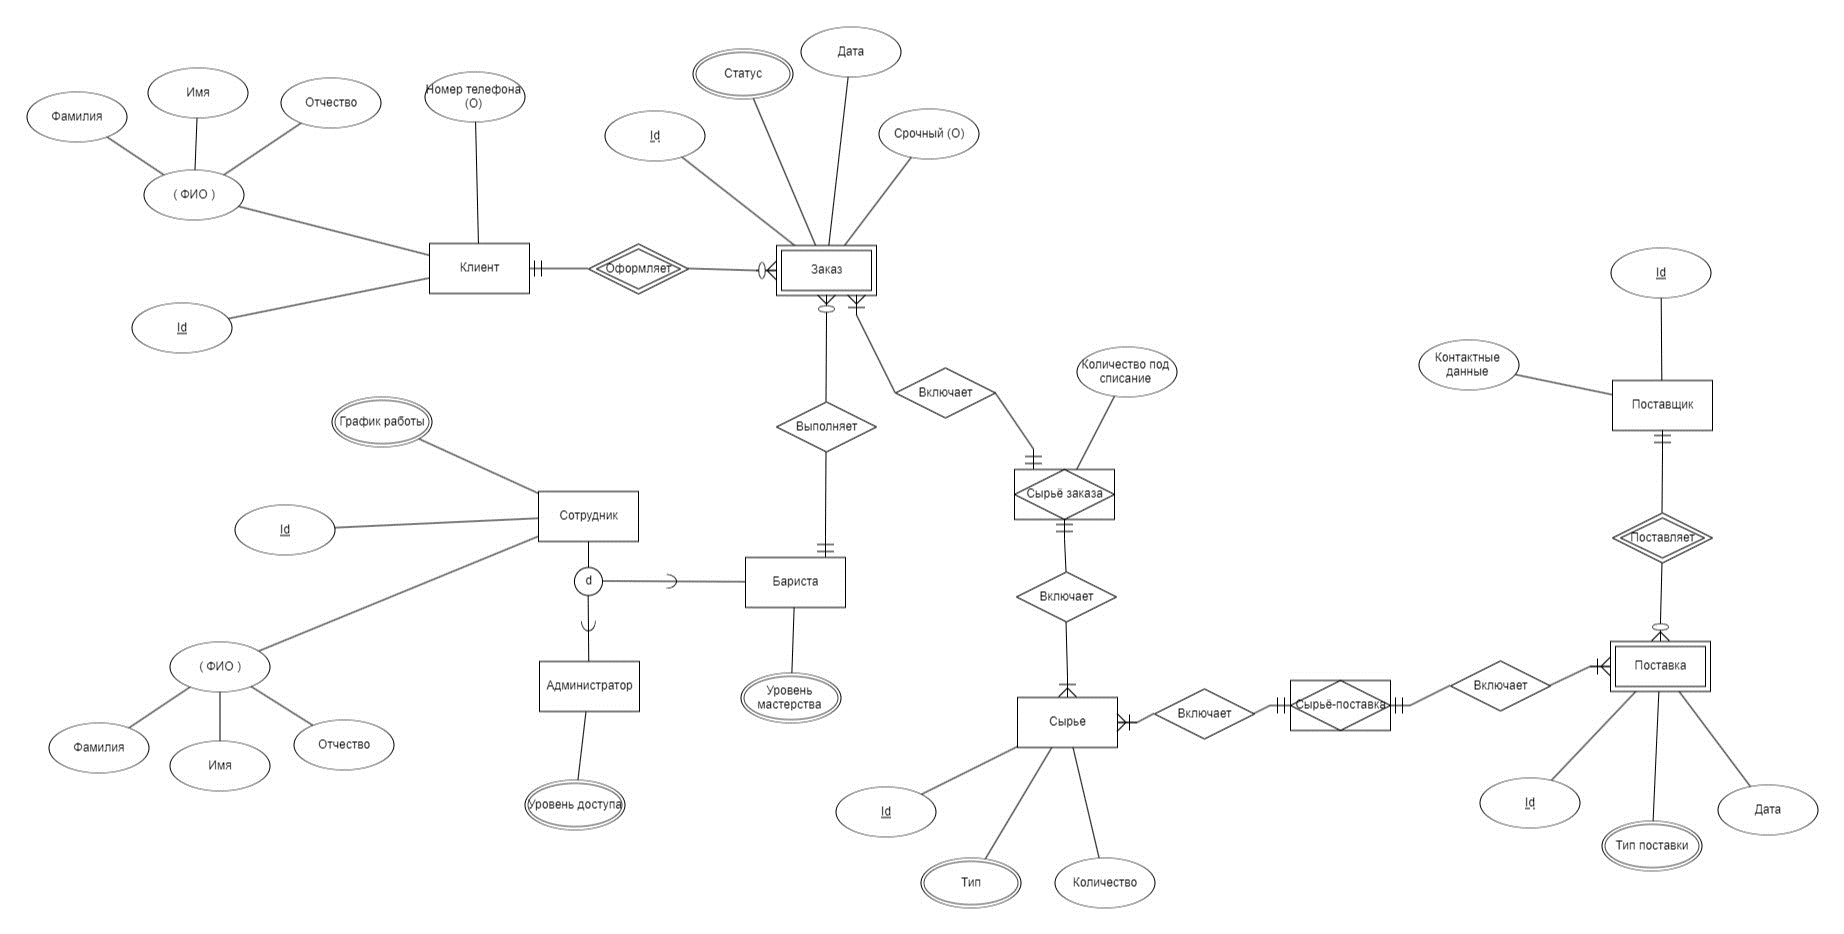 Дата
Статус
Имя
Номер телефона
(О)
Отчество
Фамилия
Id
Срочный (О)
( ФИО )
Клиент
Оформляет
Заказ
Id
Id
Контактные
данные
Количество под
списание
Включает
Поставщик
График работы
Выполняет
Сырьё заказа
Сотрудник
Id
Поставляет
d
Бариста
Включает
( ФИО )
Администратор
Уровень
мастерства
Поставка
Включает
Сырьё-поставка
Включает
Сырье
Фамилия
Имя
Отчество
Уровень доступа
Id
Id
Дата
Тип поставки
Тип
Количество